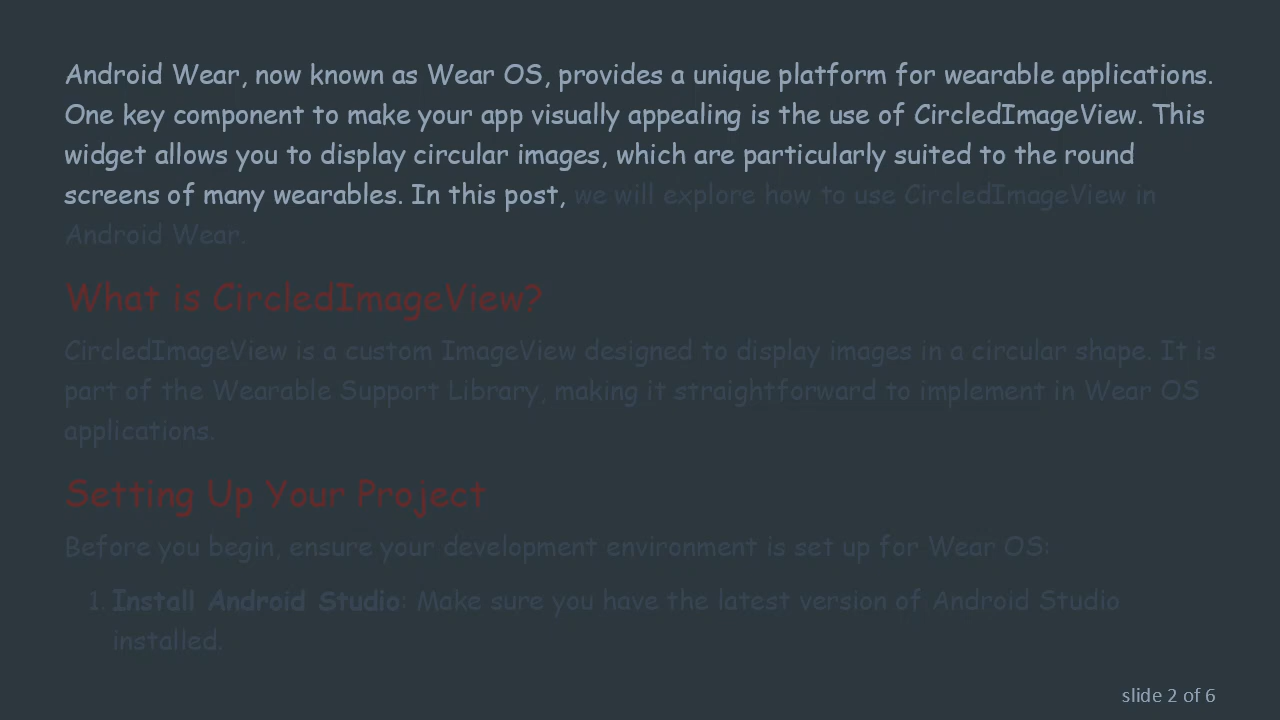 Android Wear, now known as Wear OS, provides a unique platform for wearable applications.
One key component to make your app visually appealing is the use of CircledImageView. This
widget allows you to display circular images, which are particularly suited to the round
screens of many wearables. In this post, we will explore how to use CircledImageView in
Android Wear.
What is CircledImageView?
CircledImageView is a custom ImageView designed to display images in a circular shape. It is
part of the Wearable Support Library, making it straightforward to implement in Wear OS
applications.
Setting Up Your Project
Before you begin, ensure your development environment is set up for Wear OS:
1. Install Android Studio: Make sure you have the latest version of Android Studio
installed.
slide 2 of 6